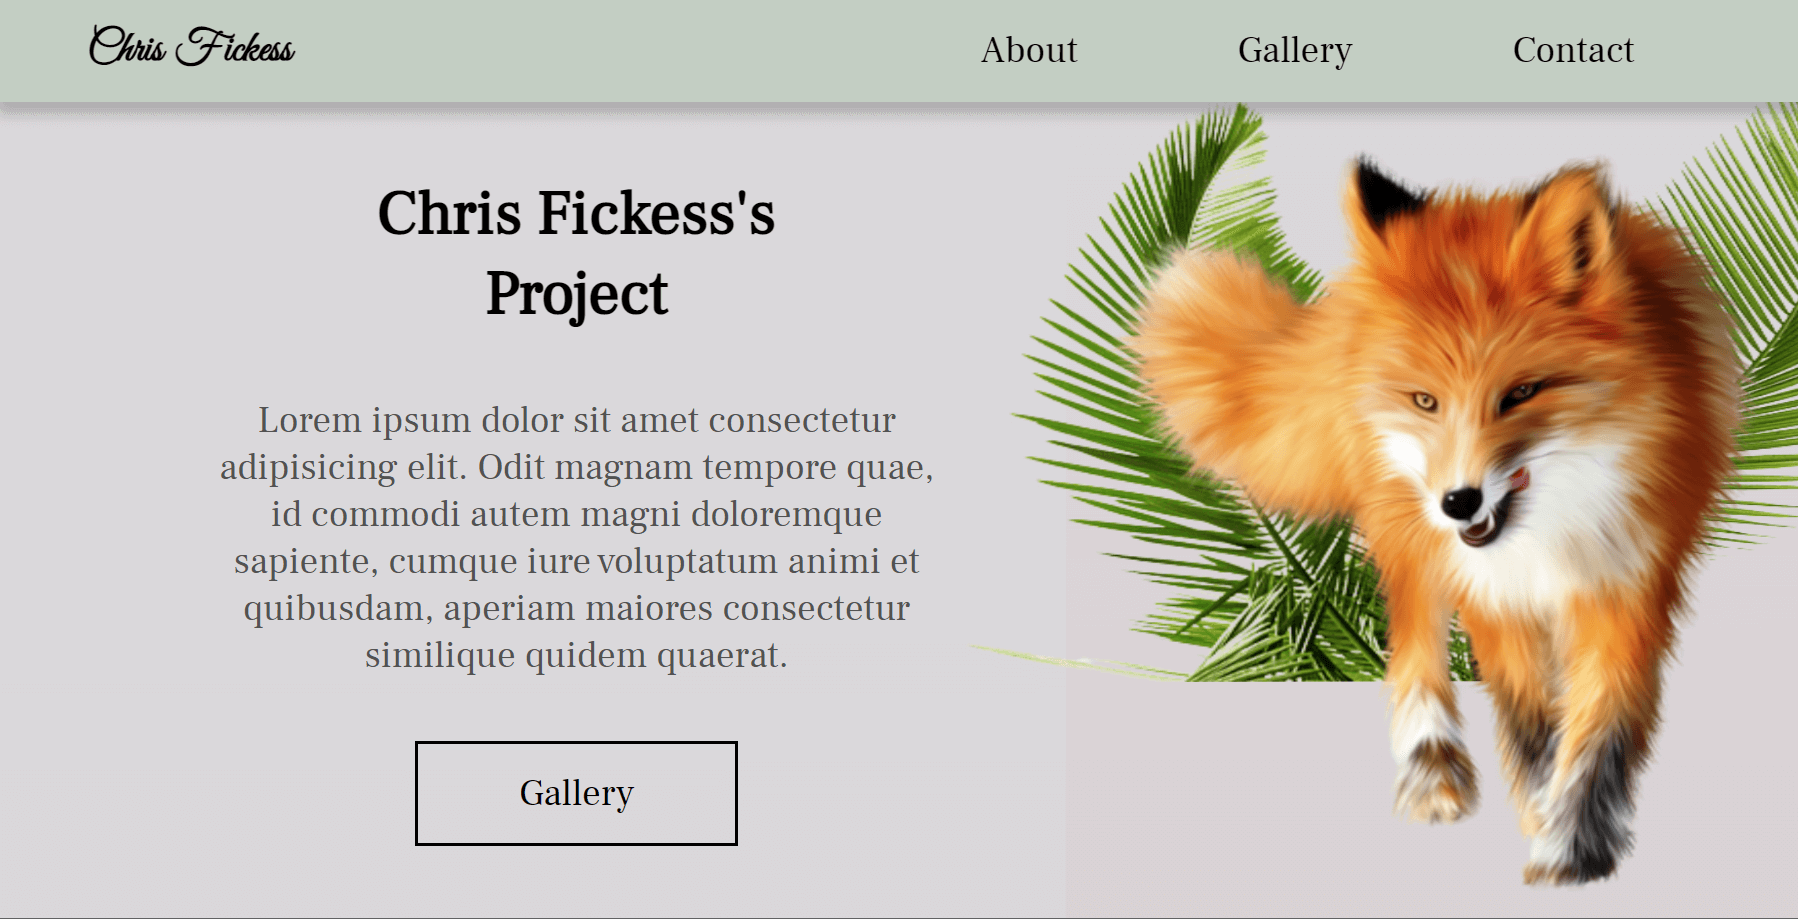 Chris Fickess
About
Gallery
Contact
Chris Fickess's
Project
Lorem ipsum dolor sit amet consectetur
adipisicing elit. Odit magnam tempore quae,
id commodi autem magni doloremque
sapiente, cumque iure voluptatum animi et
quibusdam, aperiam maiores consectetur
similique quidem quaerat.
Gallery